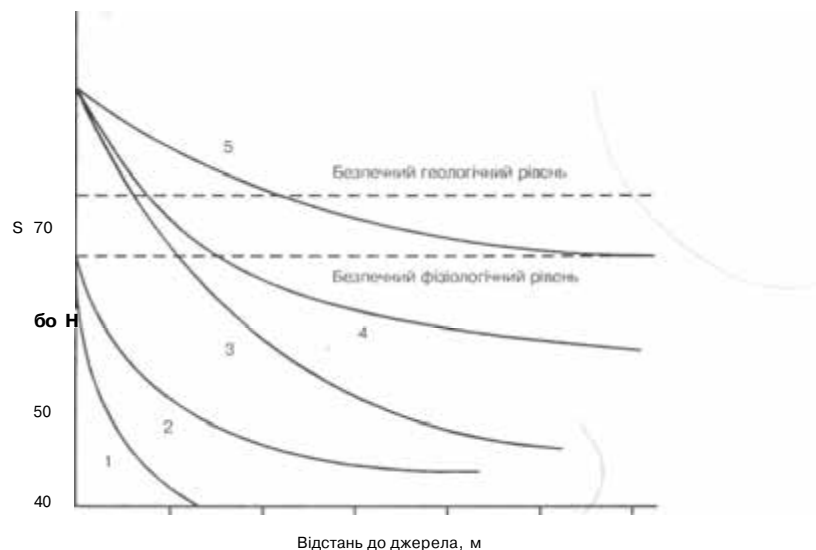 5
Безпечний геологічний рівень
S 70
Безпечний фізіологічний рівень
бо Н
4
3
50
2
1
40
Відстань до джерела, м